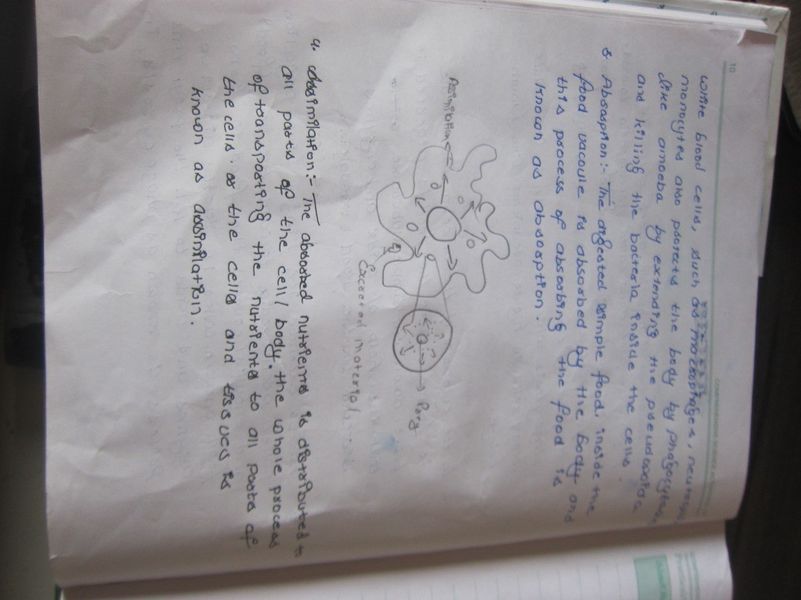 10
white blood cells, such as macrophages, neutrophils
monocytes also protects the body by phagocytosis
like amoeba by extending the pseudopodia
and killing the bacteria inside the cells.
3. Absorption:- The digested simple food, inside the
food vacoule is absorbed by the body and
this process of absorbing the food is
known as absorption.
Assimilation
Prey
Excreted material
4. Assimilation:- The absorbed nutrients is distributed to
all parts of the cell/body. the whole process
of transporting the nutrients to all parts of
the cells. or the cells and tissues is
known as assimilation.